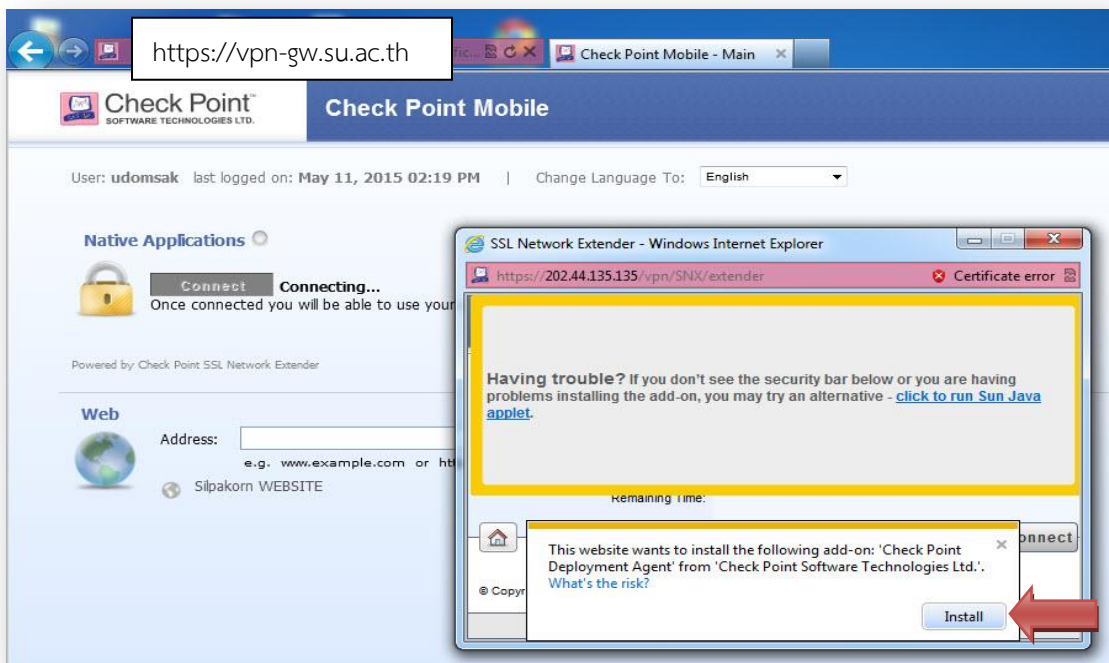 https://vpn-gw.su.ac.th
Check Point Mobile - Main
Check Point™
SOFTWARE TECHNOLOGIES LTD.
Check Point Mobile
User: udomsak last logged on: May 11, 2015 02:19 PM | Change Language To: English
Native Applications
Connect Connecting...
Once connected you will be able to use your
Powered by Check Point SSL Network Extender
Web
Address:
e.g. www.example.com or
Silpakorn WEBSITE
SSL Network Extender - Windows Internet Explorer
https://202.44.135.135/vpn/SNX/extender
Certificate error
Having trouble? If you don't see the security bar below or you are having
problems installing the add-on, you may try an alternative - click to run Sun Java
applet.
Remaining Time:
This website wants to install the following add-on: 'Check Point
Deployment Agent' from 'Check Point Software Technologies Ltd.'.
What's the risk?
Install